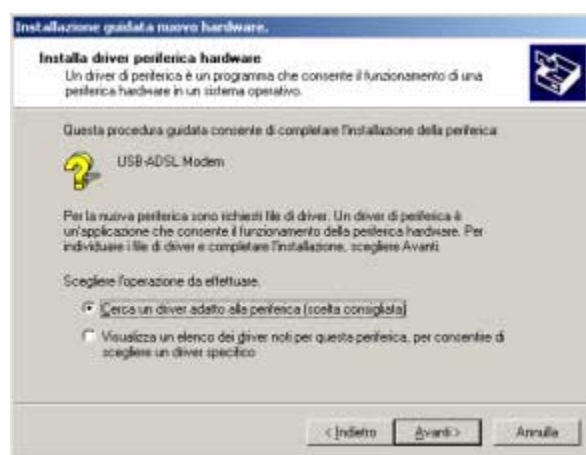 Installazione guidata nuovo hardware.
Installa driver periferica hardware
Un driver di periferica è un programma che consente il funzionamento di una
periferica hardware in un sistema operativo.
Questa procedura guidata consente di completare l'installazione della periferica:
USB-ADSL Modem
Per la nuova periferica sono richiesti file di driver. Un driver di periferica è
un'applicazione che consente il funzionamento della periferica hardware. Per
individuare i file di driver e completare l'installazione, scegliere Avanti.
Scegliere l'operazione da effettuare.
Cerca un driver adatto alla periferica (scelta consigliata)
Visualizza un elenco dei driver noti per questa periferica, per consentire di
scegliere un driver specifico
< Indietro Avanti > Annulla